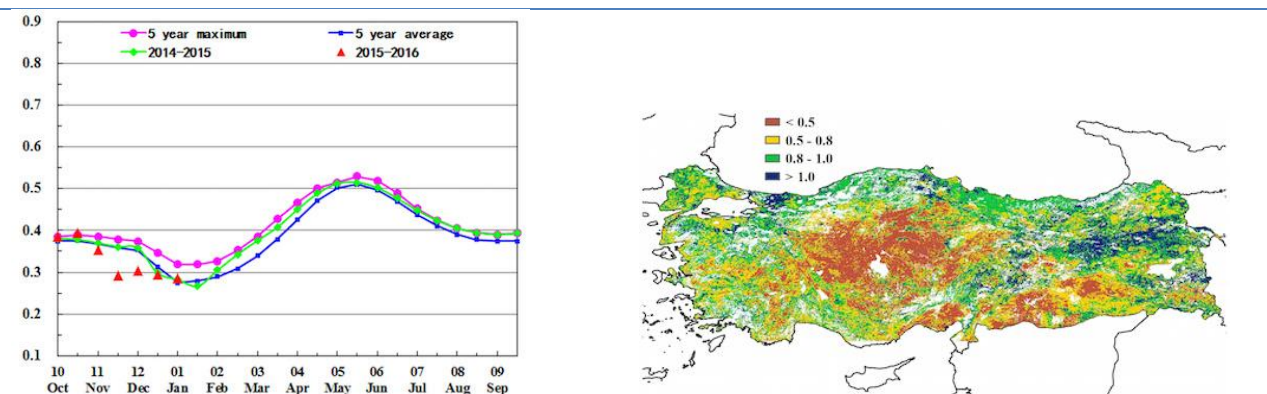 0.9
5 year maximum 5 year average
2014-2015 2015-2016
0.8
0.7
0.6
0.5
0.4
0.3
0.2
0.1
10 11 12 01 02 03 04 05 06 07 08 09
Oct Nov Dec Jan Feb Mar Apr May Jun Jul Aug Sep
< 0.5
0.5 - 0.8
0.8 - 1.0
> 1.0